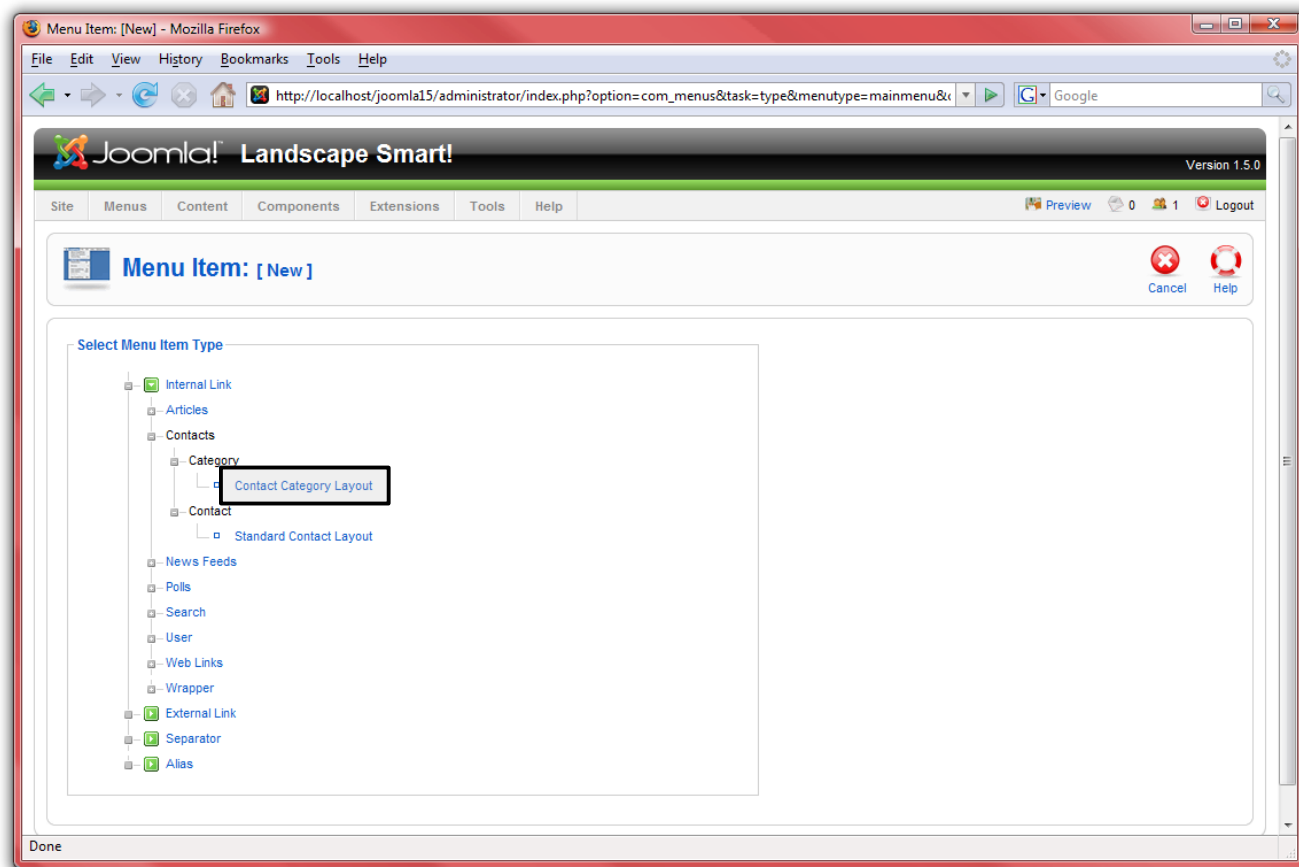 Menu Item: [New] - Mozilla Firefox
File Edit View History Bookmarks Tools Help
http://localhost/joomla15/administrator/index.php?option=com_menus&task=type&menutype=mainmenu&c G Google
Joomla! Landscape Smart!
Version 1.5.0
Site Menus Content Components Extensions Tools Help Preview 0 1 Logout
Menu Item: [ New ]
Cancel Help
Select Menu Item Type
Internal Link
Articles
Contacts
Category
Contact Category Layout
Contact
Standard Contact Layout
News Feeds
Polls
Search
User
Web Links
Wrapper
External Link
Separator
Alias
Done